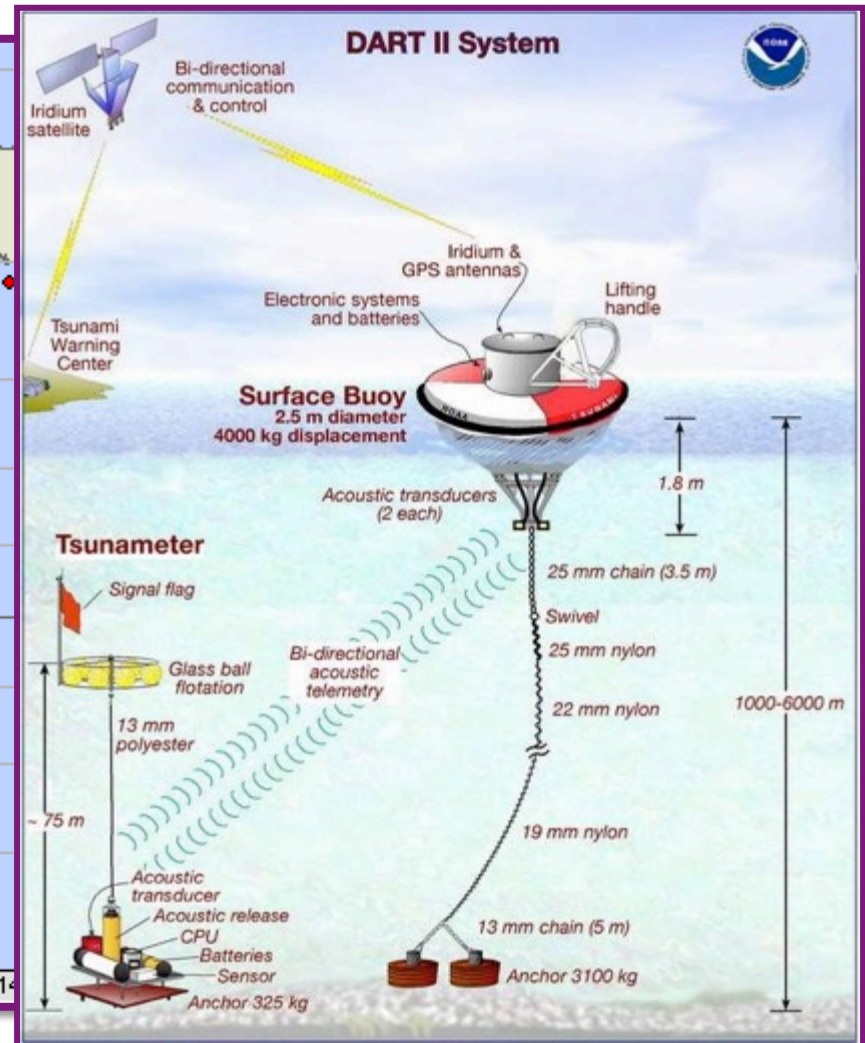 DART II System
NOAA
Bi-directional
communication
& control
Iridium
satellite
Iridium &
GPS antennas
Electronic systems
and batteries
Lifting
handle
Tsunami
Warning
Center
Surface Buoy
2.5 m diameter
4000 kg displacement
NOAA
TSUNAMI
1.8 m
Acoustic transducers
(2 each)
Tsunameter
Signal flag
25 mm chain (3.5 m)
Swivel
25 mm nylon
Bi-directional
acoustic
telemetry
Glass ball
flotation
22 mm nylon
1000-6000 m
13 mm
polyester
~ 75 m
19 mm nylon
Acoustic
transducer
Acoustic release
CPU
Batteries
Sensor
Anchor 325 kg
13 mm chain (5 m)
Anchor 3100 kg
14